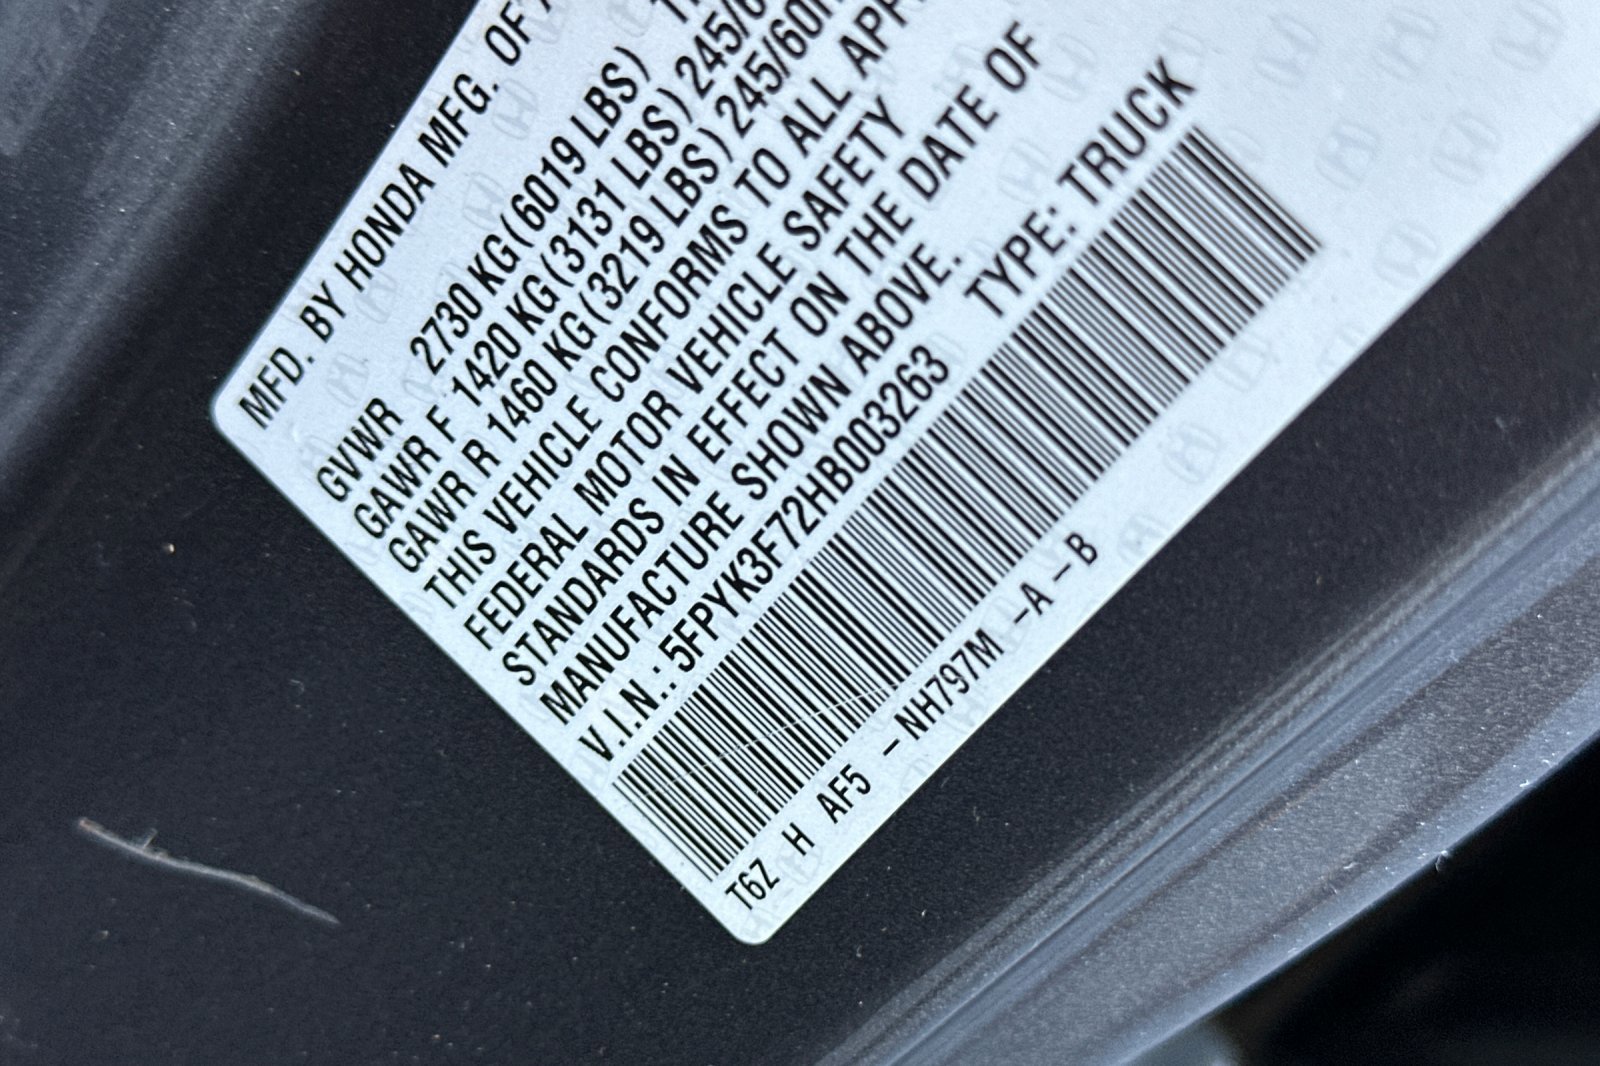 MFD. BY HONDA MFG. OF
GVWR 2730 KG(6019 LBS)
GAWR F 1420 KG(3131 LBS) 245/6
GAWR R 1460 KG(3219 LBS) 245/60
THIS VEHICLE CONFORMS TO ALL APP
FEDERAL MOTOR VEHICLE SAFETY
STANDARDS IN EFFECT ON THE DATE OF
MANUFACTURE SHOWN ABOVE.
V.I.N.: 5FPYK3F72HB003263 TYPE: TRUCK
T6Z H AF5 -NH797M -A-B